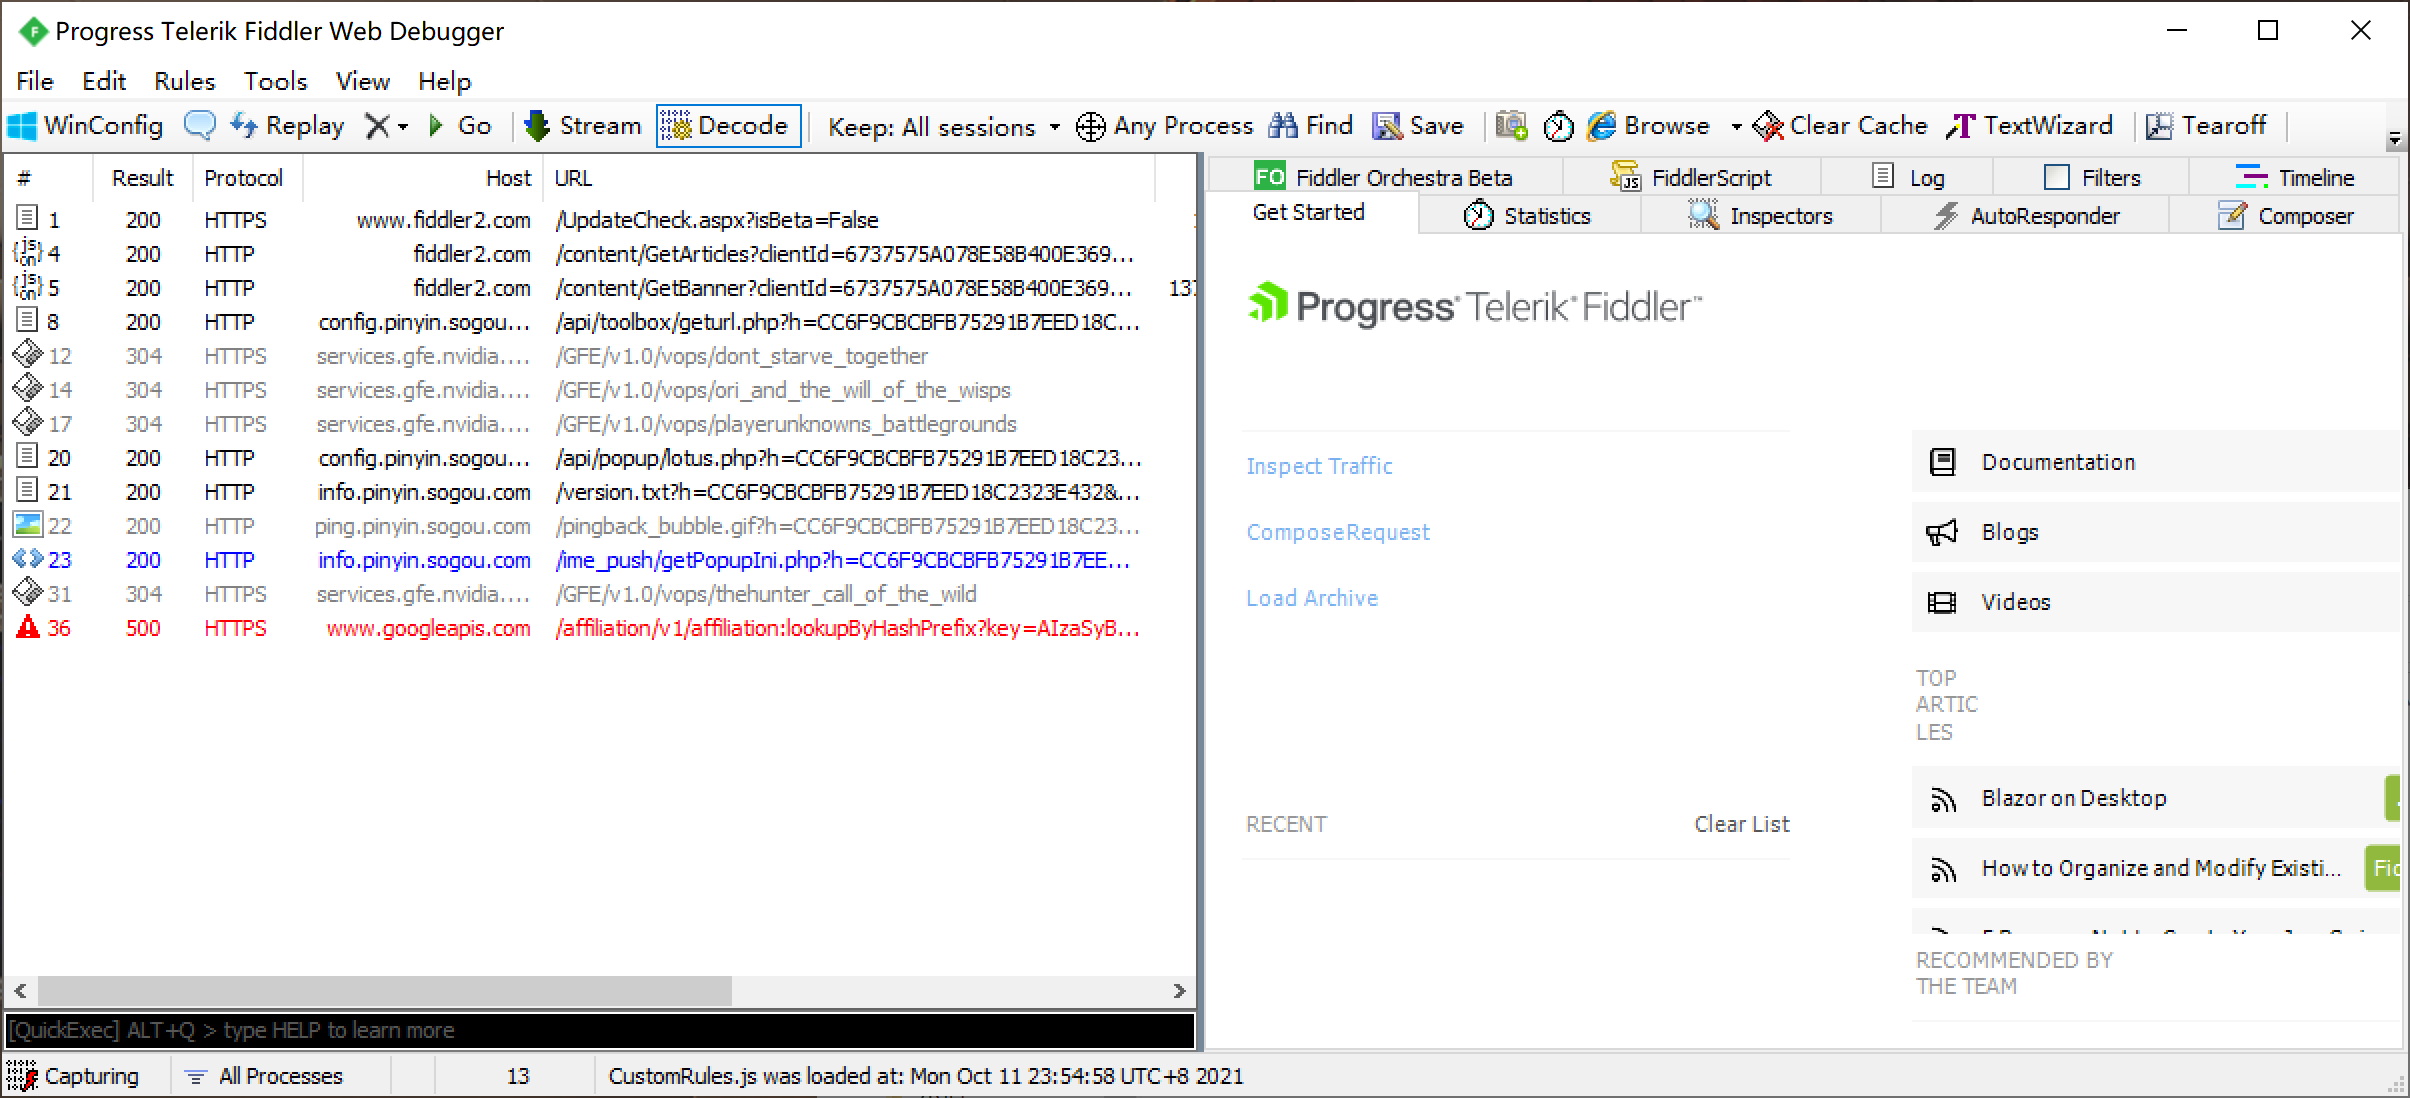 Progress Telerik Fiddler Web Debugger
File Edit Rules Tools View Help
WinConfig Replay Go Stream Decode Keep: All sessions Any Process Find Save Browse Clear Cache TextWizard Tearoff
# Result Protocol Host URL
1 200 HTTPS www.fiddler2.com /UpdateCheck.aspx?isBeta=False
4 200 HTTP fiddler2.com /content/GetArticles?clientId=6737575A078E58B400E369...
5 200 HTTP fiddler2.com /content/GetBanner?clientId=6737575A078E58B400E369... 137
8 200 HTTP config.pinyin.sogou... /api/toolbox/geturl.php?h=CC6F9CBCBFB75291B7EED18C...
12 304 HTTPS services.gfe.nvidia.... /GFE/v1.0/vops/dont_starve_together
14 304 HTTPS services.gfe.nvidia.... /GFE/v1.0/vops/ori_and_the_will_of_the_wisps
17 304 HTTPS services.gfe.nvidia.... /GFE/v1.0/vops/playerunknowns_battlegrounds
20 200 HTTP config.pinyin.sogou... /api/popup/lotus.php?h=CC6F9CBCBFB75291B7EED18C23...
21 200 HTTP info.pinyin.sogou.com /version.txt?h=CC6F9CBCBFB75291B7EED18C2323E432&...
22 200 HTTP ping.pinyin.sogou.com /pingback_bubble.gif?h=CC6F9CBCBFB75291B7EED18C23...
23 200 HTTP info.pinyin.sogou.com /ime_push/getPopupIni.php?h=CC6F9CBCBFB75291B7EE...
31 304 HTTPS services.gfe.nvidia.... /GFE/v1.0/vops/thehunter_call_of_the_wild
36 500 HTTPS www.googleapis.com /affiliation/v1/affiliation:lookupByHashPrefix?key=AIzaSyB...
[QuickExec] ALT+Q > type HELP to learn more
FO Fiddler Orchestra Beta FiddlerScript Log Filters Timeline
Get Started Statistics Inspectors AutoResponder Composer
Progress Telerik Fiddler™
Inspect Traffic
Compose Request
Load Archive
RECENT Clear List
Documentation
Blogs
Videos
TOP
ARTIC
LES
Blazor on Desktop
How to Organize and Modify Existi... Fid
RECOMMENDED BY
THE TEAM
Capturing All Processes 13 CustomRules.js was loaded at: Mon Oct 11 23:54:58 UTC+8 2021